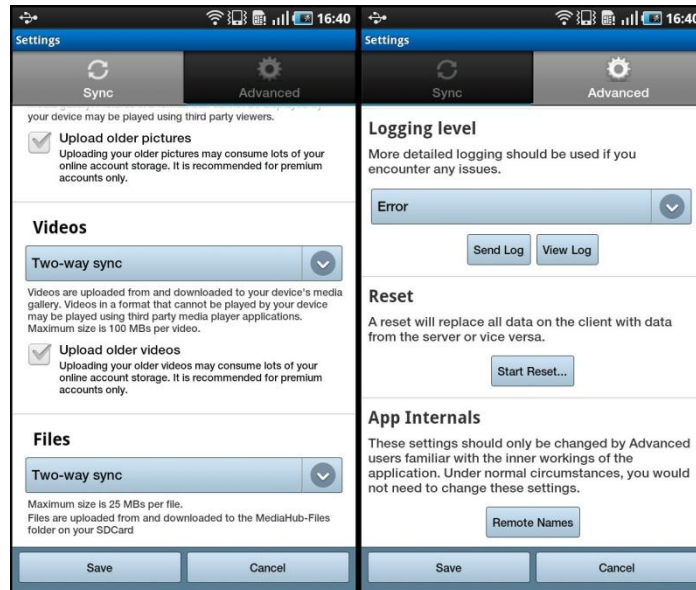 16:40
Settings
Sync
Advanced
your device may be played using third party viewers.
Upload older pictures
Uploading your older pictures may consume lots of your
online account storage. It is recommended for premium
accounts only.
Videos
Two-way sync
Videos are uploaded from and downloaded to your device's media
gallery. Videos in a format that cannot be played by your device
may be played using third party media player applications.
Maximum size is 100 MBs per video.
Upload older videos
Uploading your older videos may consume lots of your
online account storage. It is recommended for premium
accounts only.
Files
Two-way sync
Maximum size is 25 MBs per file.
Files are uploaded from and downloaded to the MediaHub-Files
folder on your SDCard
Save
Cancel
16:40
Settings
Sync
Advanced
Logging level
More detailed logging should be used if you
encounter any issues.
Error
Send Log
View Log
Reset
A reset will replace all data on the client with data
from the server or vice versa.
Start Reset...
App Internals
These settings should only be changed by Advanced
users familiar with the inner workings of the
application. Under normal circumstances, you would
not need to change these settings.
Remote Names
Save
Cancel